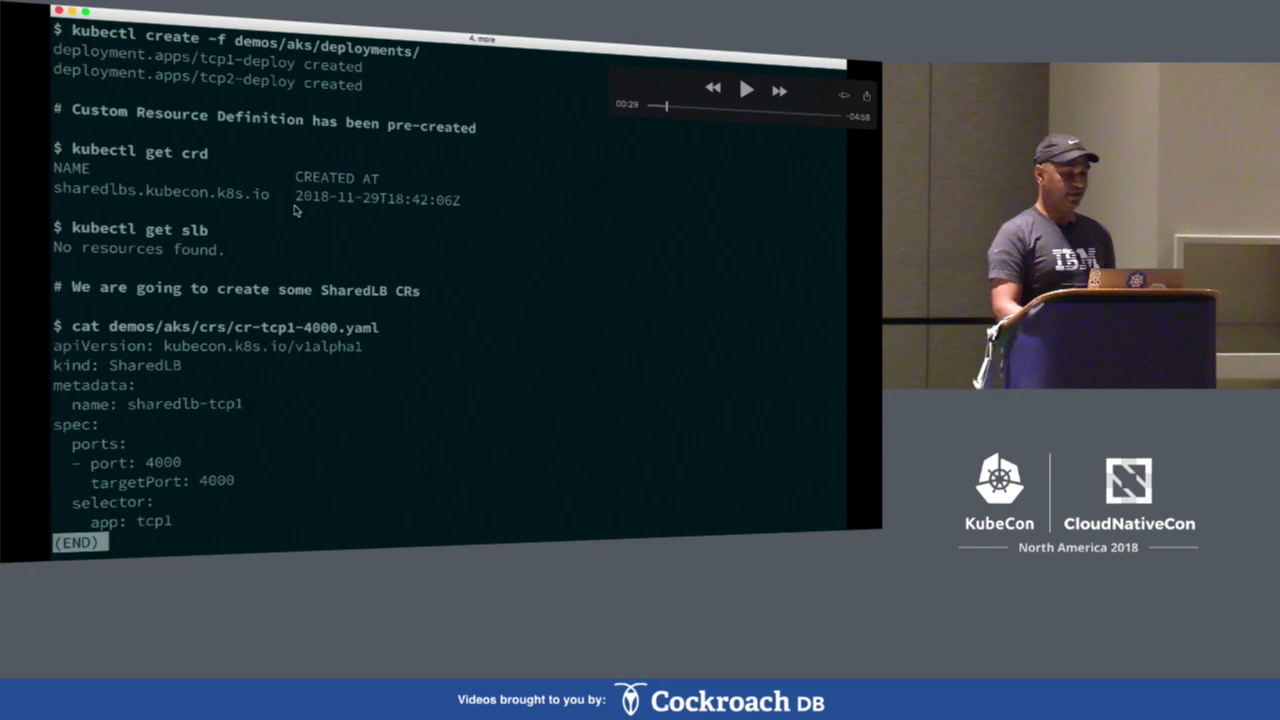 4. more
$ kubectl create -f demos/aks/deployments/
deployment.apps/tcp1-deploy created
deployment.apps/tcp2-deploy created
# Custom Resource Definition has been pre-created
$ kubectl get crd
NAME CREATED AT
sharedlbs.kubecon.k8s.io 2018-11-29T18:42:06Z
$ kubectl get slb
No resources found.
# We are going to create some SharedLB CRs
$ cat demos/aks/crs/cr-tcp1-4000.yaml
apiVersion: kubecon.k8s.io/v1alpha1
kind: SharedLB
metadata:
name: sharedlb-tcp1
spec:
ports:
- port: 4000
targetPort: 4000
selector:
app: tcp1
(END)
00:29
-04:58
IBM
KubeCon
CloudNativeCon
North America 2018
Videos brought to you by:
Cockroach DB